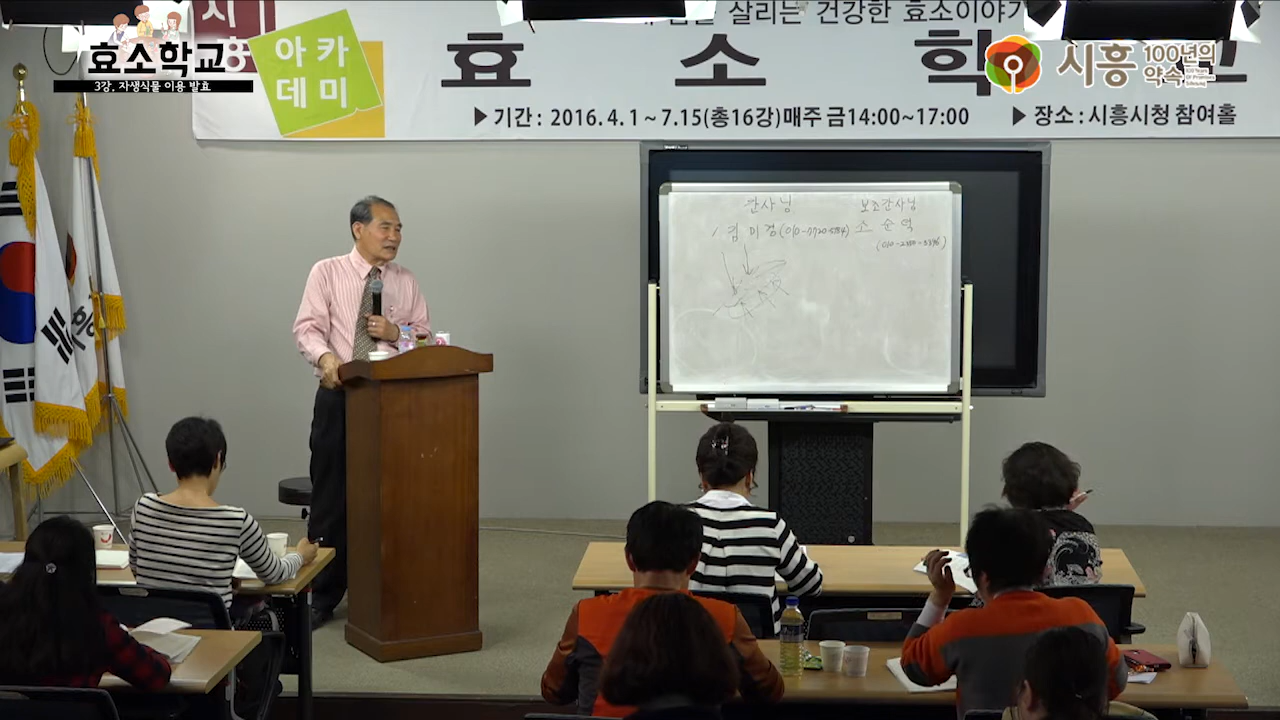 살리는 건강한 효소이야기
효소학교
3강. 자생식물 이용 발효
시흥
아카
데미
효 소 학 교
시흥 100년의 약속
▶기간 : 2016. 4. 1 ~ 7.15(총16강)매주 금14:00~17:00
▶장소 : 시흥시청 참여홀
간사님 보조간사님
김 미 경 소 순 덕